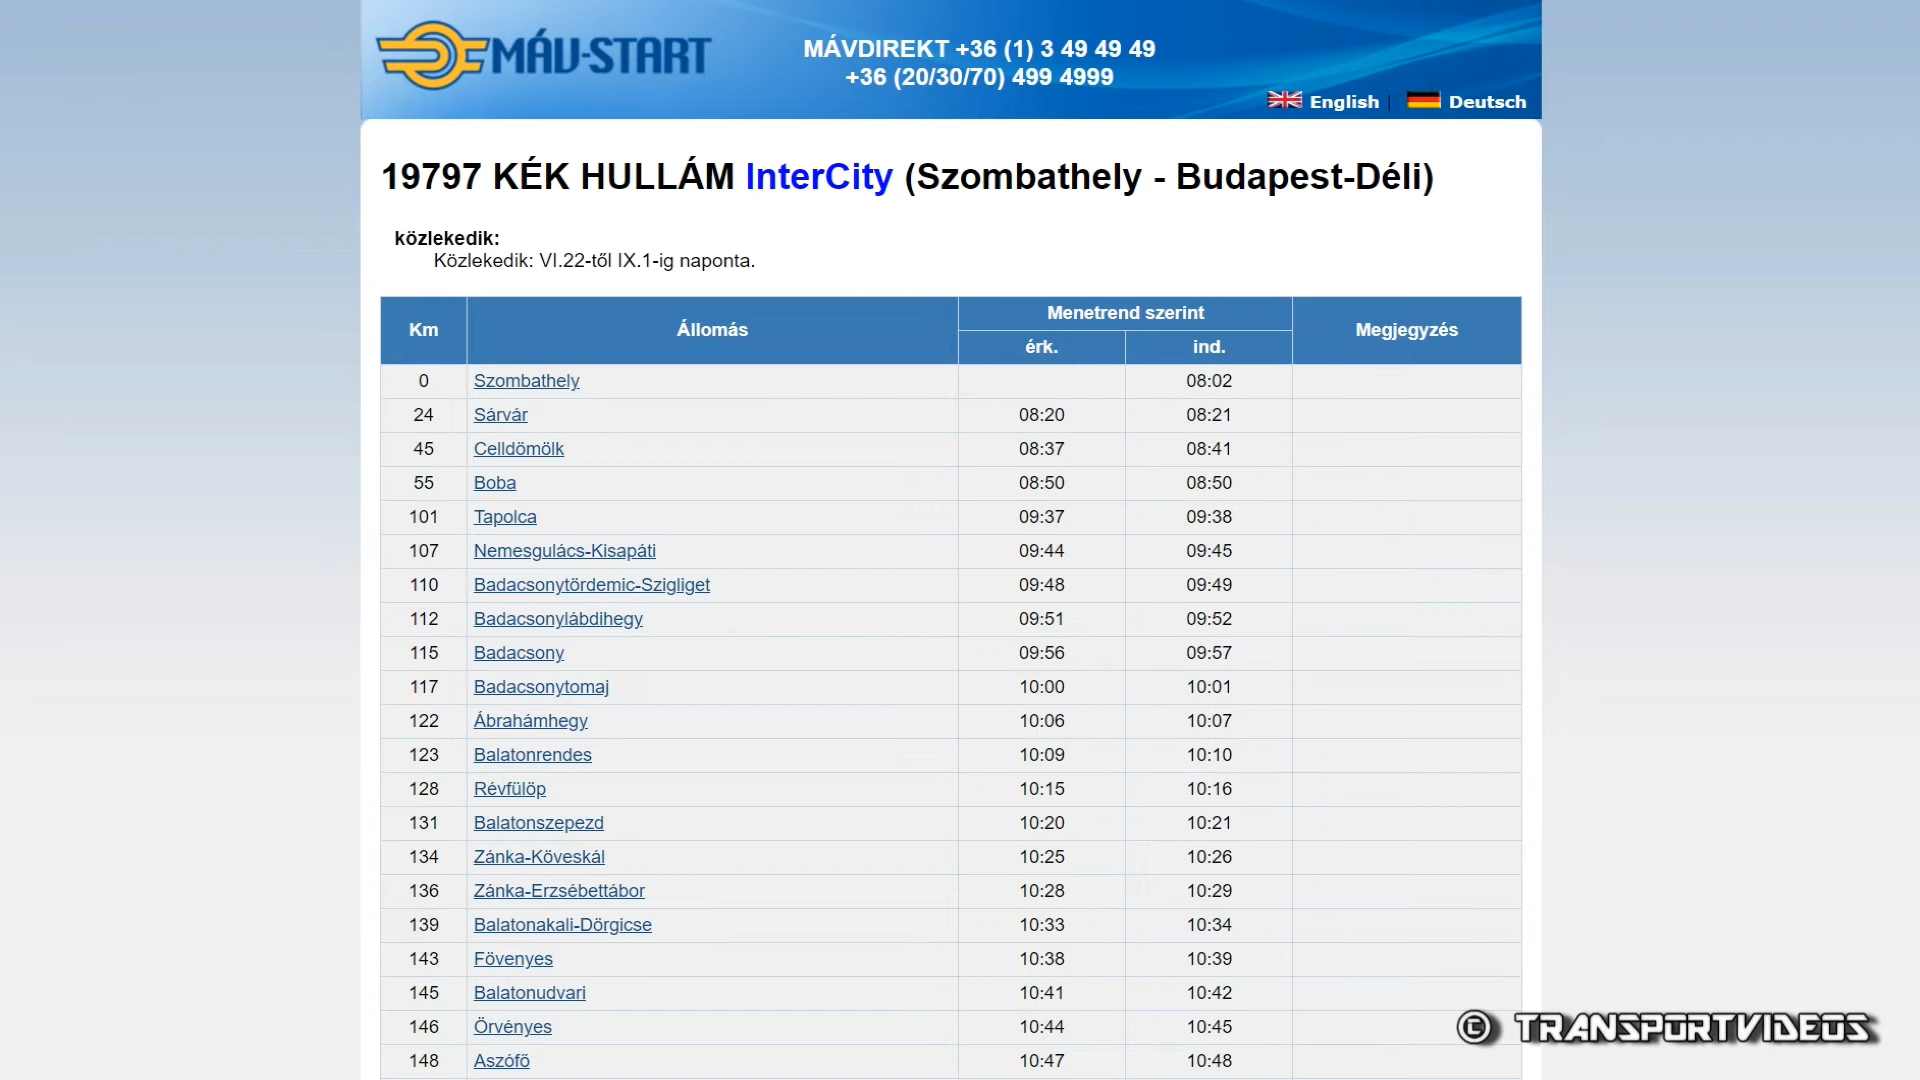 MÁV-START
MÁVDIREKT +36 (1) 3 49 49 49
+36 (20/30/70) 499 4999
English | Deutsch
19797 KÉK HULLÁM InterCity (Szombathely - Budapest-Déli)
közlekedik:
Közlekedik: VI.22-től IX.1-ig naponta.
Km Állomás Menetrend szerint Megjegyzés
érk. ind.
0 Szombathely 08:02
24 Sárvár 08:20 08:21
45 Celldömölk 08:37 08:41
55 Boba 08:50 08:50
101 Tapolca 09:37 09:38
107 Nemesgulács-Kisapáti 09:44 09:45
110 Badacsonytördemic-Szigliget 09:48 09:49
112 Badacsonylábdihegy 09:51 09:52
115 Badacsony 09:56 09:57
117 Badacsonytomaj 10:00 10:01
122 Ábrahámhegy 10:06 10:07
123 Balatonrendes 10:09 10:10
128 Révfülöp 10:15 10:16
131 Balatonszepezd 10:20 10:21
134 Zánka-Köveskál 10:25 10:26
136 Zánka-Erzsébettábor 10:28 10:29
139 Balatonakali-Dörgicse 10:33 10:34
143 Fövenyes 10:38 10:39
145 Balatonudvari 10:41 10:42
146 Örvényes 10:44 10:45
148 Aszófő 10:47 10:48
© TRANSPORTVIDEOS